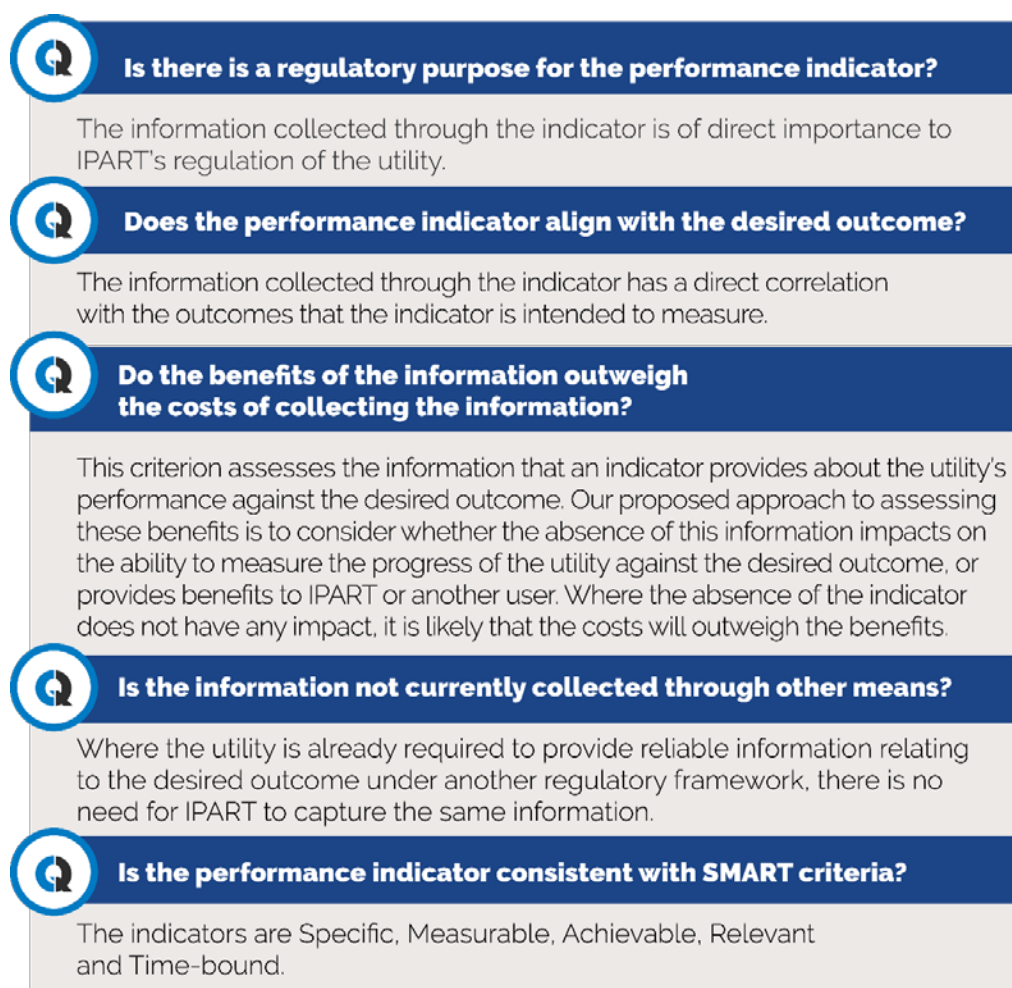 Is there is a regulatory purpose for the performance indicator?
The information collected through the indicator is of direct importance to
IPART's regulation of the utility.
Does the performance indicator align with the desired outcome?
The information collected through the indicator has a direct correlation
with the outcomes that the indicator is intended to measure.
Do the benefits of the information outweigh
the costs of collecting the information?
This criterion assesses the information that an indicator provides about the utility's
performance against the desired outcome. Our proposed approach to assessing
these benefits is to consider whether the absence of this information impacts on
the ability to measure the progress of the utility against the desired outcome, or
provides benefits to IPART or another user. Where the absence of the indicator
does not have any impact, it is likely that the costs will outweigh the benefits.
Is the information not currently collected through other means?
Where the utility is already required to provide reliable information relating
to the desired outcome under another regulatory framework, there is no
need for IPART to capture the same information.
Is the performance indicator consistent with SMART criteria?
The indicators are Specific, Measurable, Achievable, Relevant
and Time-bound.